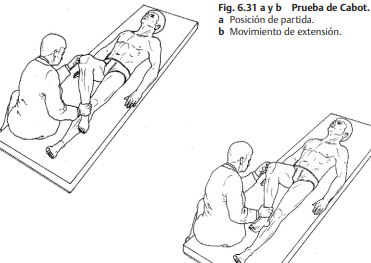 Fig. 6.31 a y b Prueba de Cabot.
a Posición de partida.
b Movimiento de extensión.